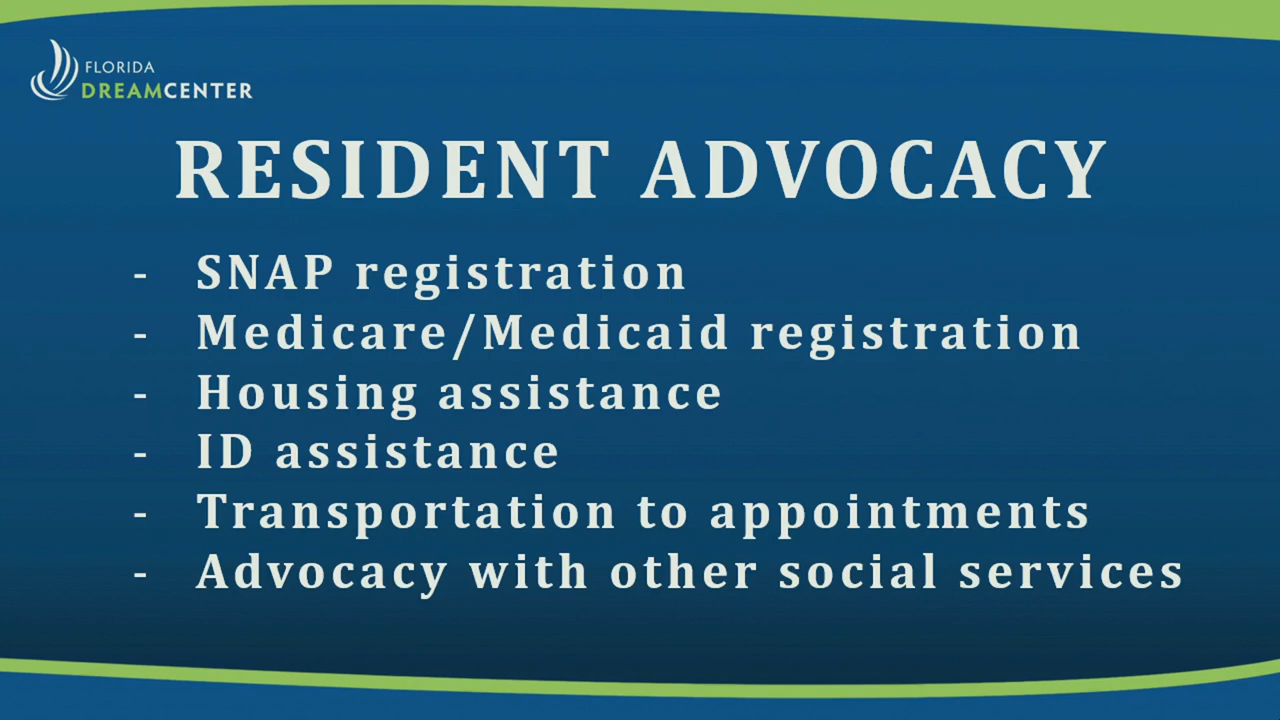 FLORIDA
DREAMCENTER
RESIDENT ADVOCACY
- SNAP registration
- Medicare/Medicaid registration
- Housing assistance
- ID assistance
- Transportation to appointments
- Advocacy with other social services